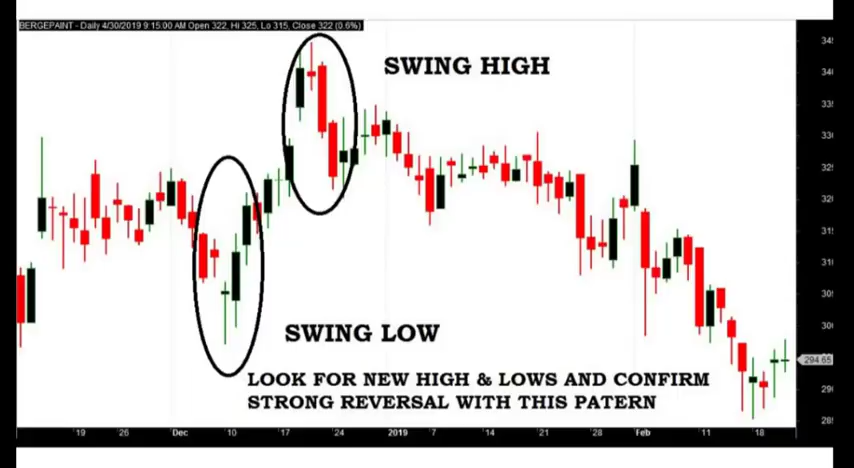 BERGEPAINT - Daily 4/30/2019 9:15:00 AM Open 322, Hi 325, Lo 315, Close 322 (0.6%)
SWING HIGH
SWING LOW
LOOK FOR NEW HIGH & LOWS AND CONFIRM
STRONG REVERSAL WITH THIS PATERN
294.65
19 26 Dec 10 17 24 2019 7 14 21 28 Feb 11 18